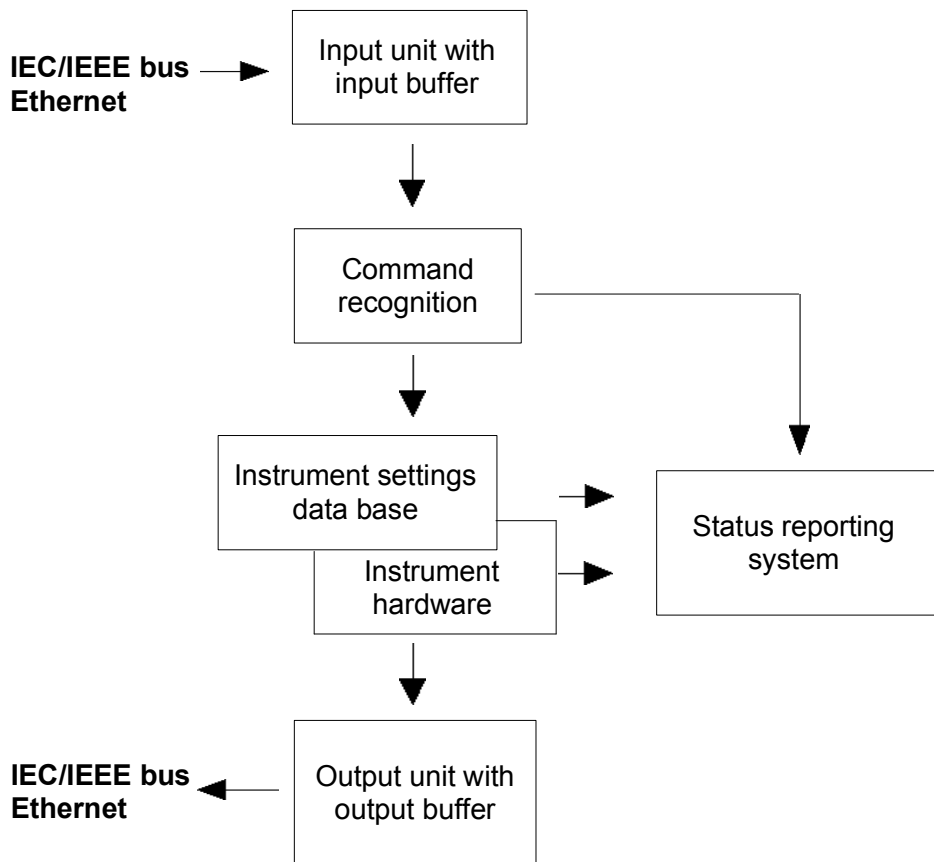 IEC/IEEE bus
Ethernet
Input unit with
input buffer
Command
recognition
Instrument settings
data base
Instrument
hardware
Status reporting
system
IEC/IEEE bus
Ethernet
Output unit with
output buffer